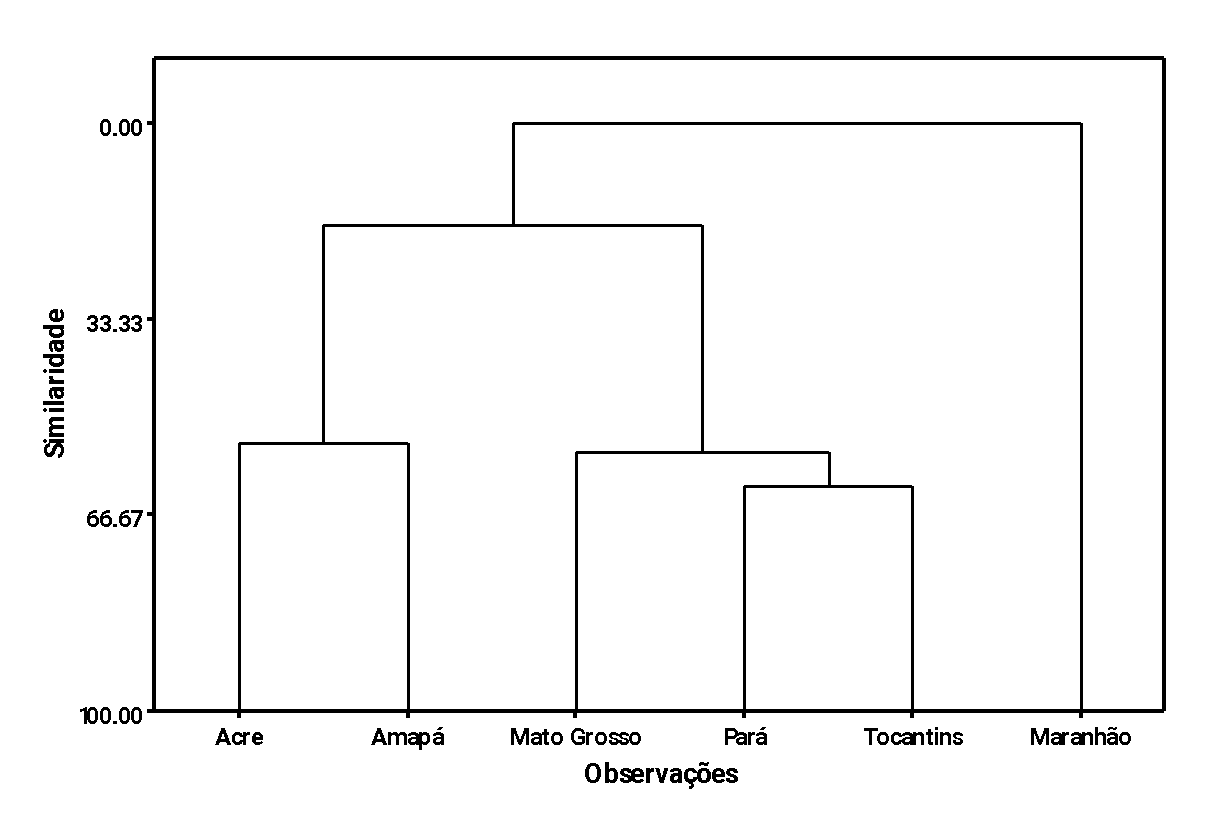 0.00
33.33
66.67
100.00
Similaridade
Acre Amapá Mato Grosso Pará Tocantins Maranhão
Observações